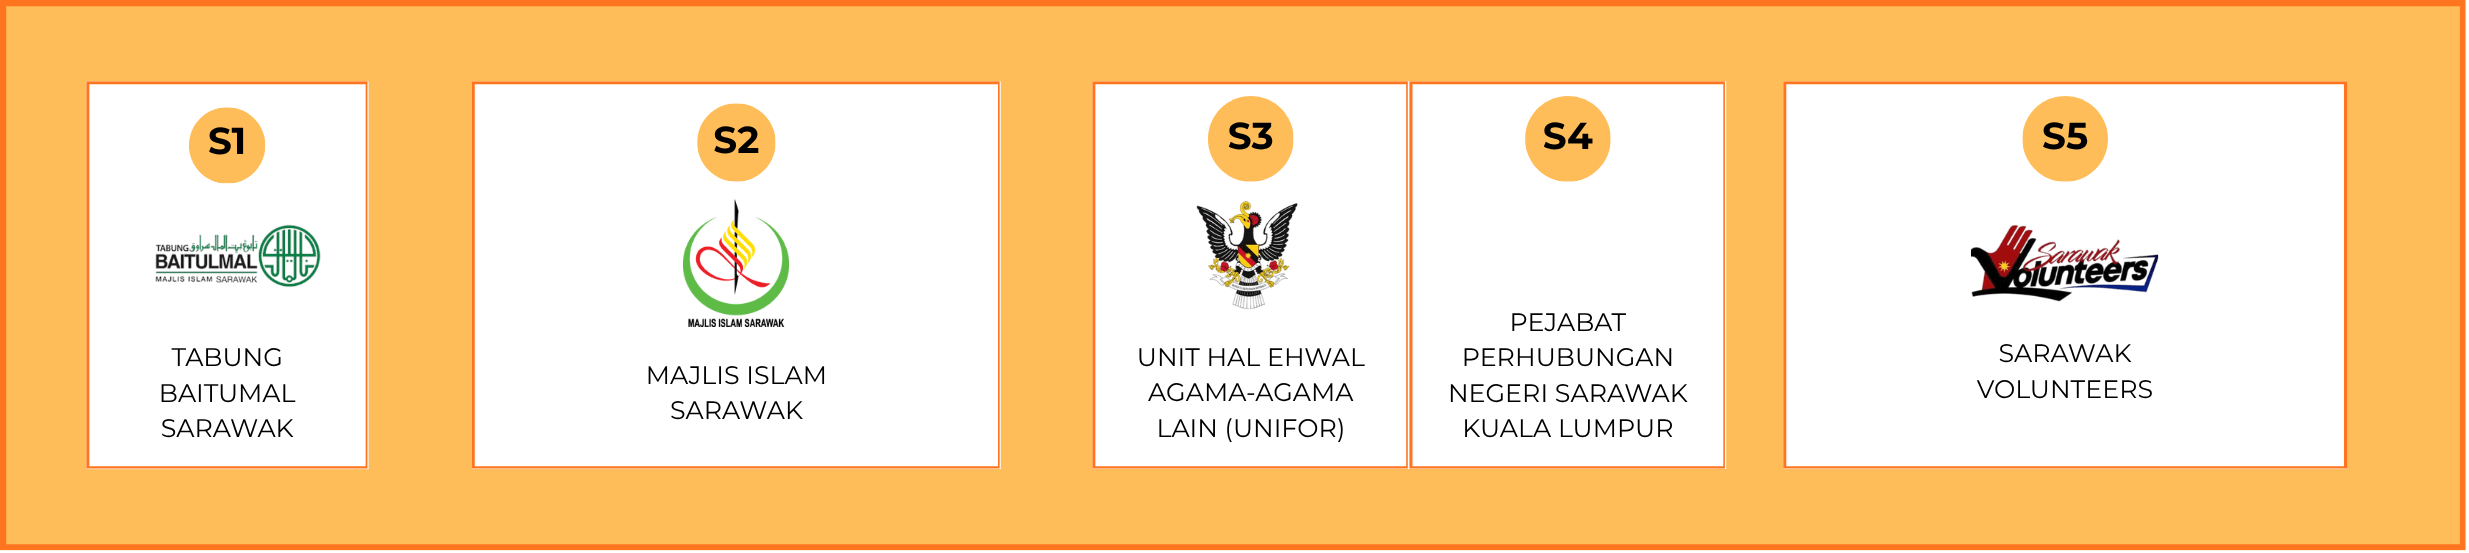 S1
TABUNG
BAITULMAL
MAJLIS ISLAM SARAWAK
TABUNG
BAITUMAL
SARAWAK
S2
MAJLIS ISLAM SARAWAK
MAJLIS ISLAM
SARAWAK
S3
UNIT HAL EHWAL
AGAMA-AGAMA
LAIN (UNIFOR)
S4
PEJABAT
PERHUBUNGAN
NEGERI SARAWAK
KUALA LUMPUR
S5
Sarawak
Volunteers
SARAWAK
VOLUNTEERS